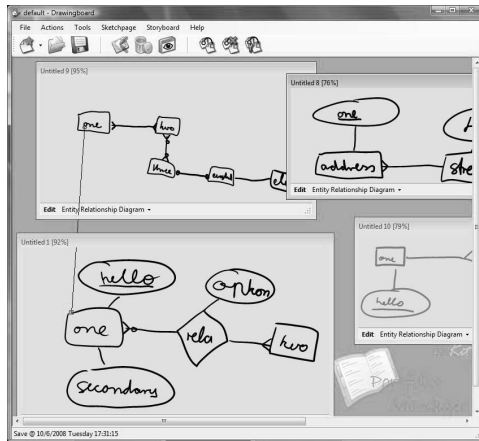 default - Drawingboard
File Actions Tools Sketchpage Storyboard Help
Untitled 9 [95%]
one
two
three
Edit Entity Relationship Diagram
Untitled 8 [76%]
one
address
stre
Edit Entity Relationship Diagram
Untitled 1 [92%]
hello
option
one
rela
two
secondary
Untitled 10 [79%]
one
hello
Edit Entity Relationship Diagram
Save @ 10/6/2008 Tuesday 17:31:15